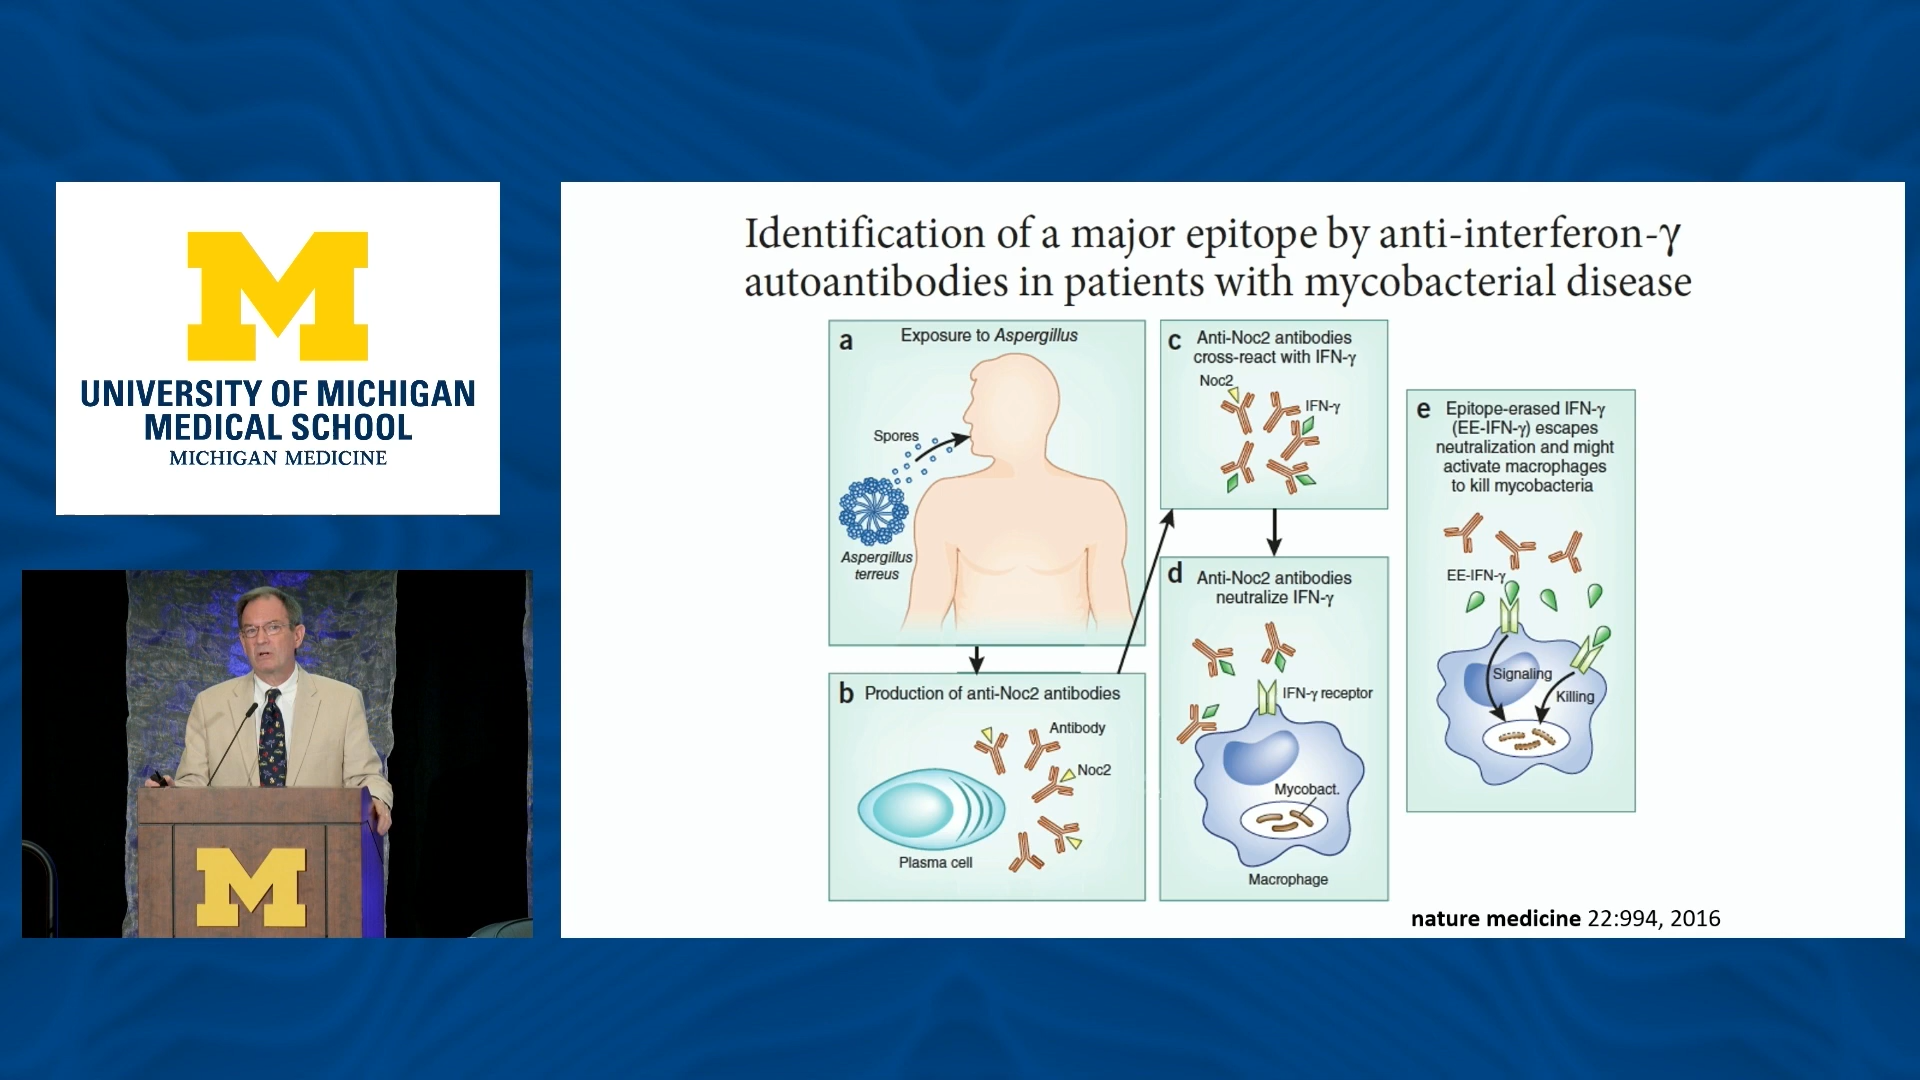 M
UNIVERSITY OF MICHIGAN
MEDICAL SCHOOL
MICHIGAN MEDICINE
M
Identification of a major epitope by anti-interferon-γ
autoantibodies in patients with mycobacterial disease
a
Exposure to Aspergillus
Spores
Aspergillus
terreus
b Production of anti-Noc2 antibodies
Antibody
Noc2
Plasma cell
c Anti-Noc2 antibodies
cross-react with IFN-γ
Noc2
IFN-γ
d Anti-Noc2 antibodies
neutralize IFN-γ
IFN-γ receptor
Mycobact.
Macrophage
e Epitope-erased IFN-γ
(EE-IFN-γ) escapes
neutralization and might
activate macrophages
to kill mycobacteria
EE-IFN-γ
Signaling
Killing
nature medicine 22:994, 2016